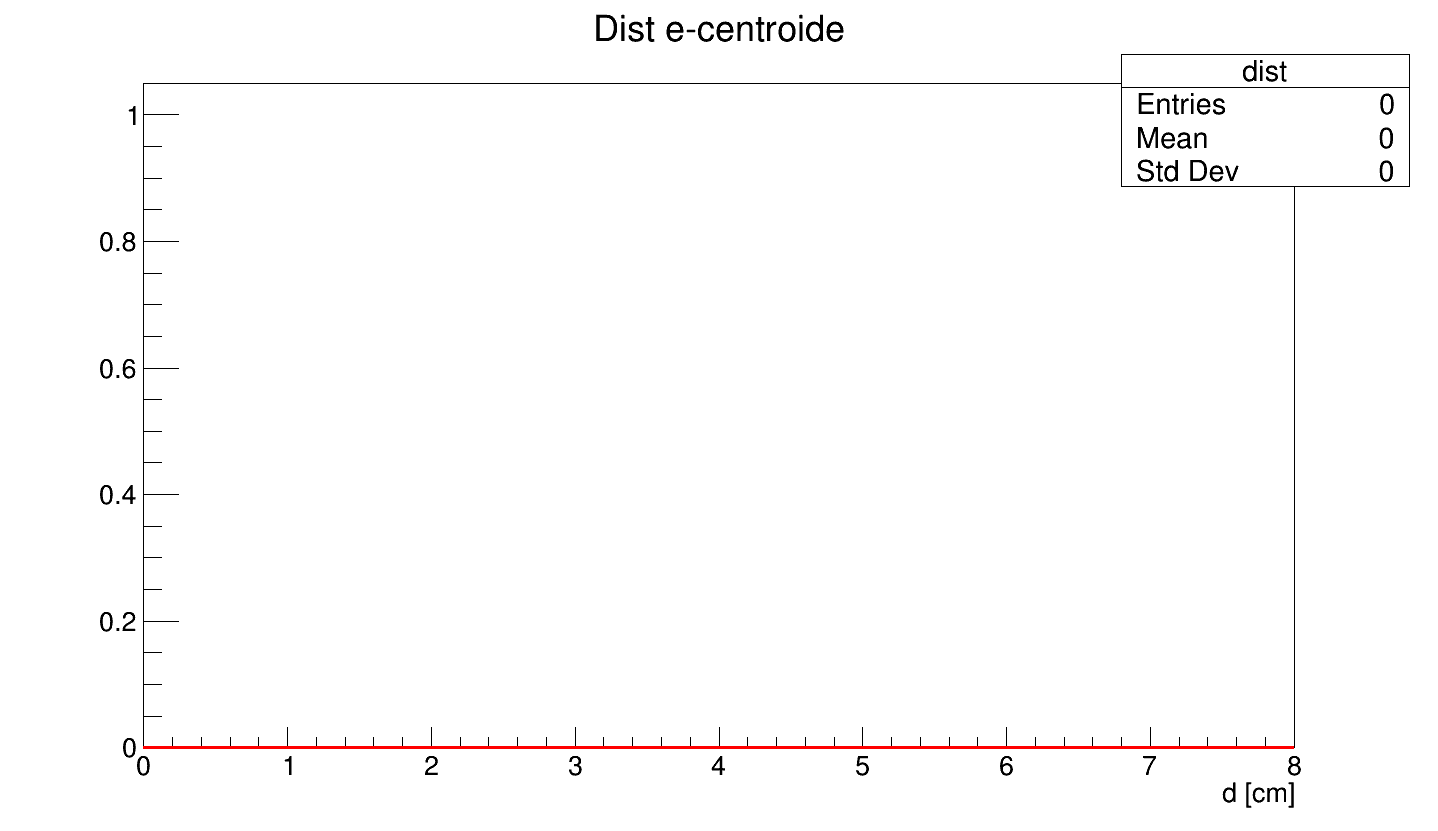 Dist e-centroide
dist
Entries 0
Mean 0
Std Dev 0
1
0.8
0.6
0.4
0.2
0
0 1 2 3 4 5 6 7 8
d [cm]